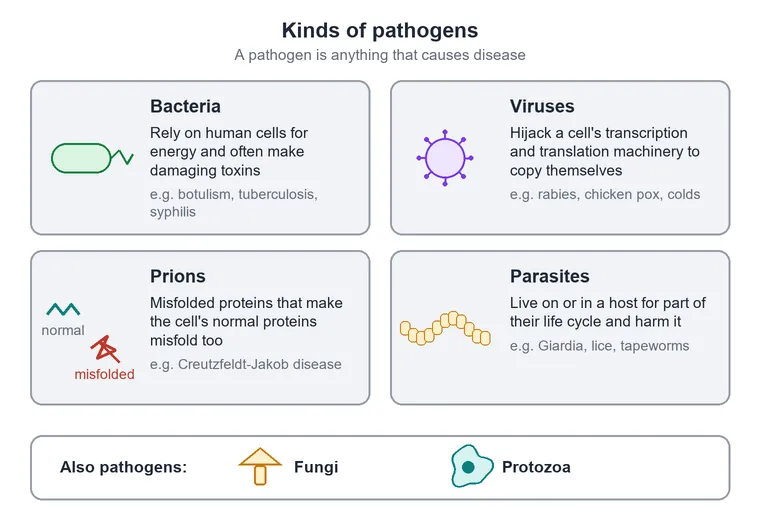 Kinds of pathogens
A pathogen is anything that causes disease
Bacteria
Rely on human cells for
energy and often make
damaging toxins
e.g. botulism, tuberculosis,
syphilis
Viruses
Hijack a cell's transcription
and translation machinery to
copy themselves
e.g. rabies, chicken pox, colds
Prions
Misfolded proteins that make
the cell's normal proteins
misfold too
e.g. Creutzfeldt-Jakob disease
normal
misfolded
Parasites
Live on or in a host for part of
their life cycle and harm it
e.g. Giardia, lice, tapeworms
Also pathogens:
Fungi
Protozoa